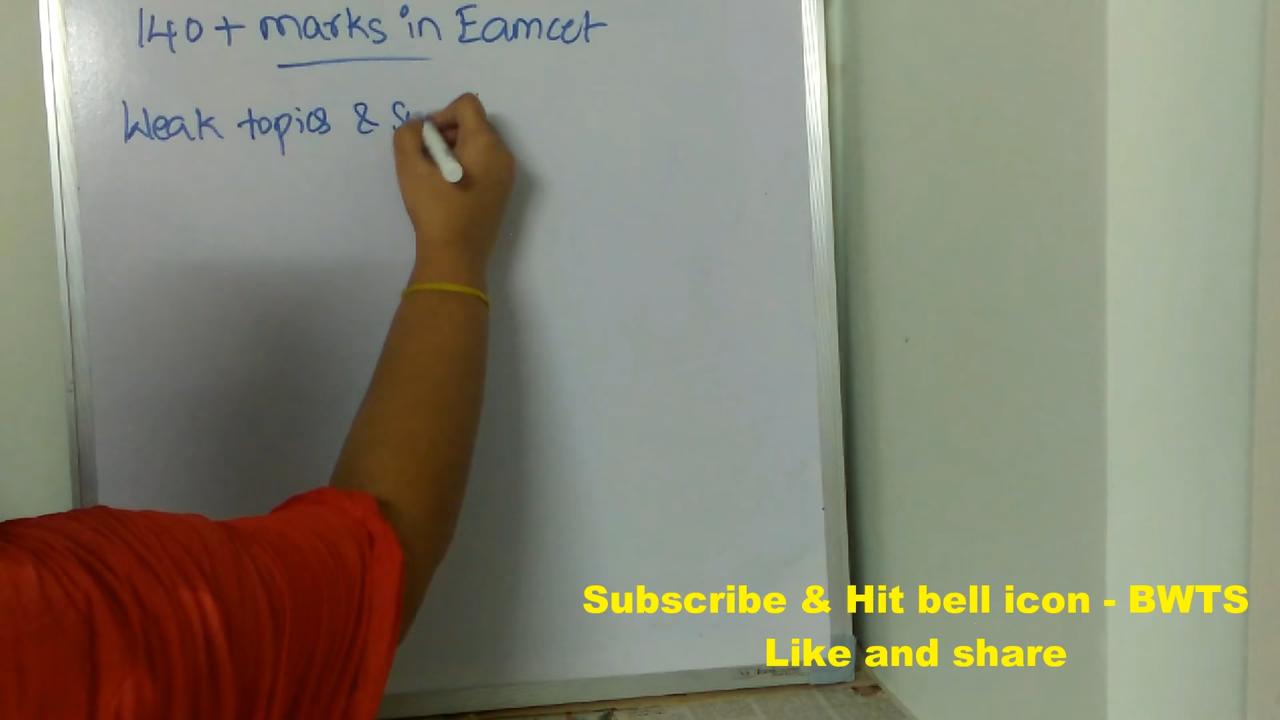 140+ marks in Eamcet
Weak topics &
Subscribe & Hit bell icon - BWTS
Like and share